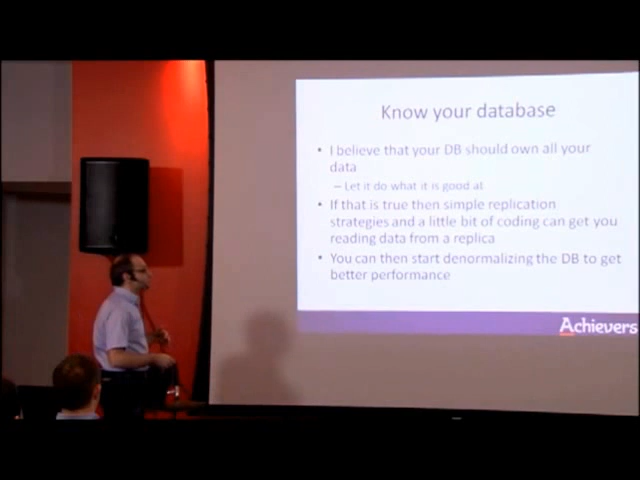 Know your database
• I believe that your DB should own all your
data
– Let it do what it is good at
• If that is true then simple replication
strategies and a little bit of coding can get you
reading data from a replica
• You can then start denormalizing the DB to get
better performance
Achievers